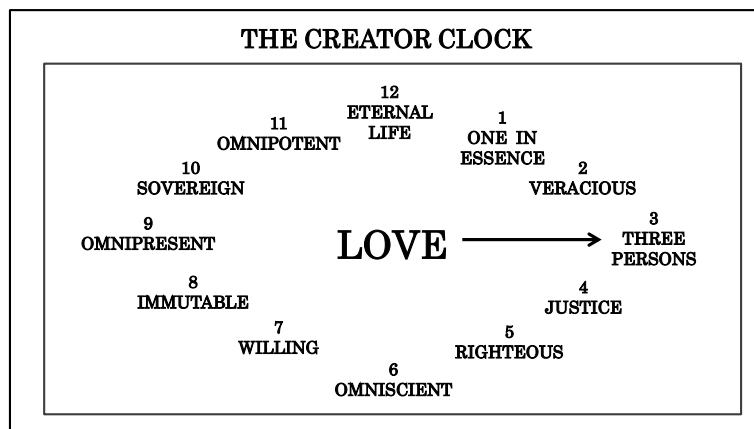 THE CREATOR CLOCK
12
ETERNAL
LIFE
1
ONE IN
ESSENCE
2
VERACIOUS
3
THREE
PERSONS
4
JUSTICE
5
RIGHTEOUS
6
OMNISCIENT
7
WILLING
8
IMMUTABLE
9
OMNIPRESENT
10
SOVEREIGN
11
OMNIPOTENT
LOVE